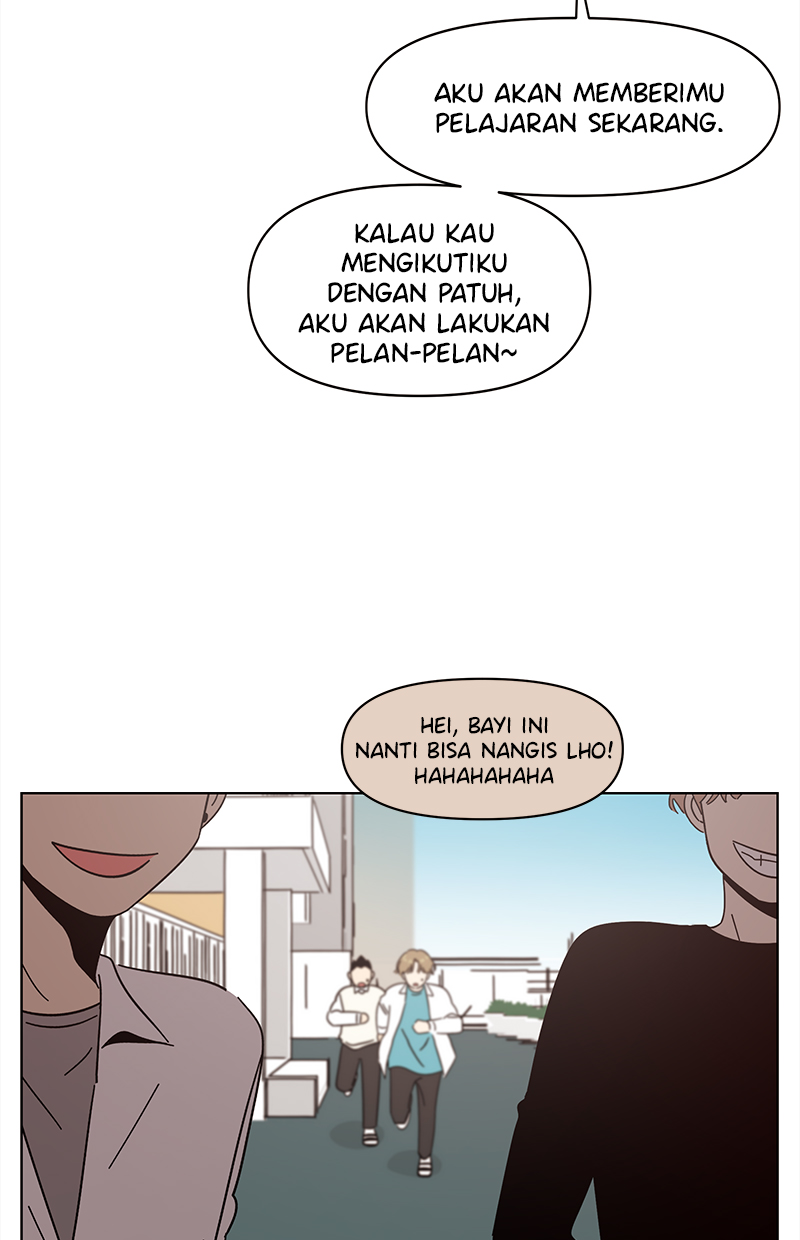 AKU AKAN MEMBERIMU
PELAJARAN SEKARANG.
KALAU KAU
MENGIKUTIKU
DENGAN PATUH,
AKU AKAN LAKUKAN
PELAN-PELAN~
HEI, BAYI INI
NANTI BISA NANGIS LHO!
HAHAHAHAHA